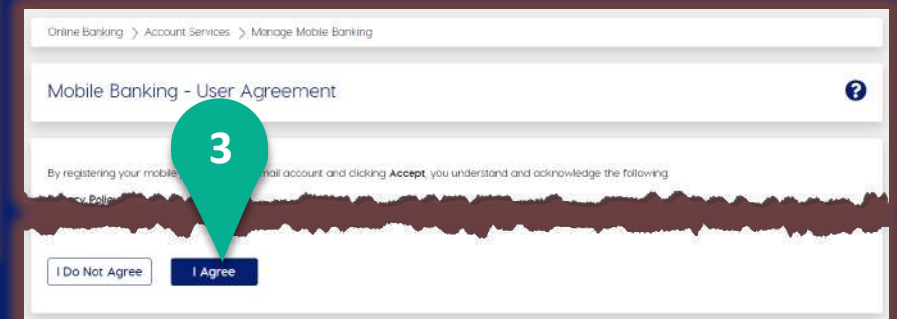 Online Banking > Account Services > Manage Mobile Banking
Mobile Banking - User Agreement
?
3
By registering your mobile mail account and clicking Accept, you understand and acknowledge the following
I Do Not Agree
I Agree